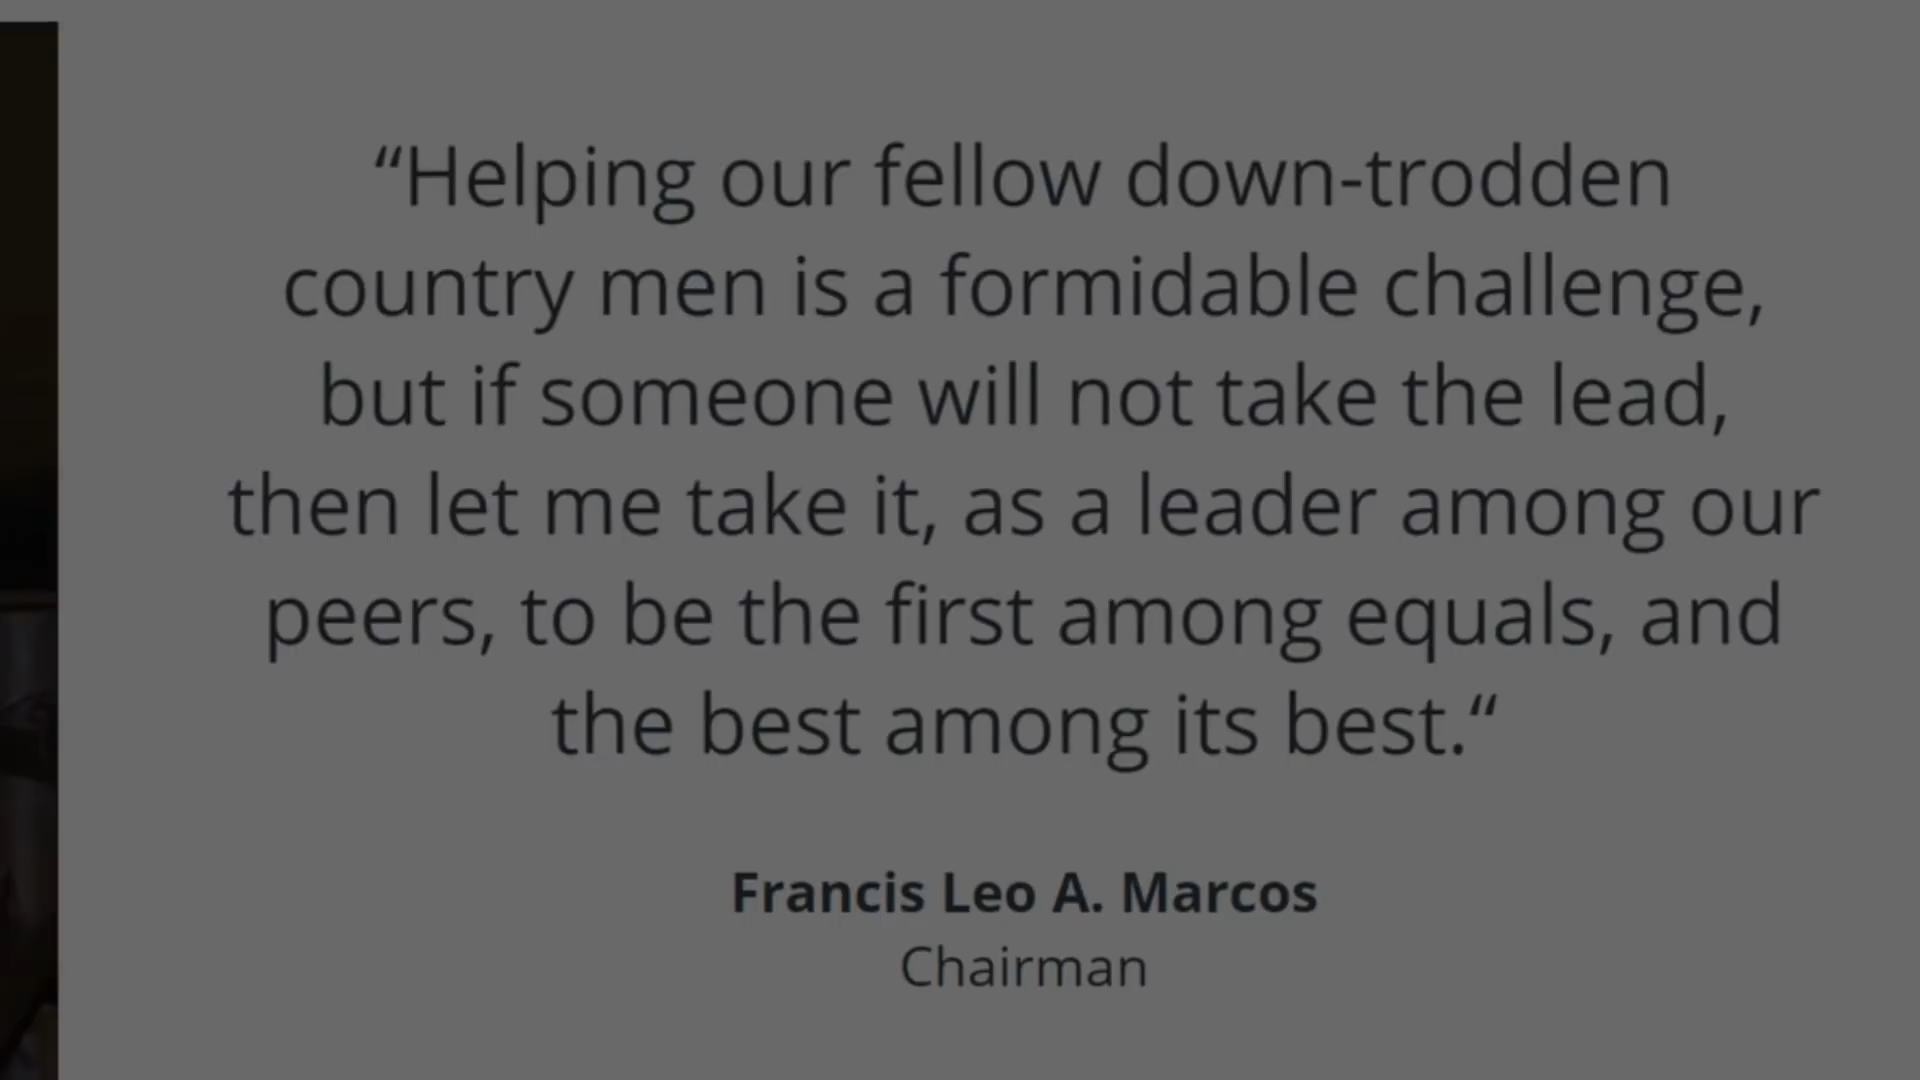 “Helping our fellow down-trodden
country men is a formidable challenge,
but if someone will not take the lead,
then let me take it, as a leader among our
peers, to be the first among equals, and
the best among its best.“
Francis Leo A. Marcos
Chairman